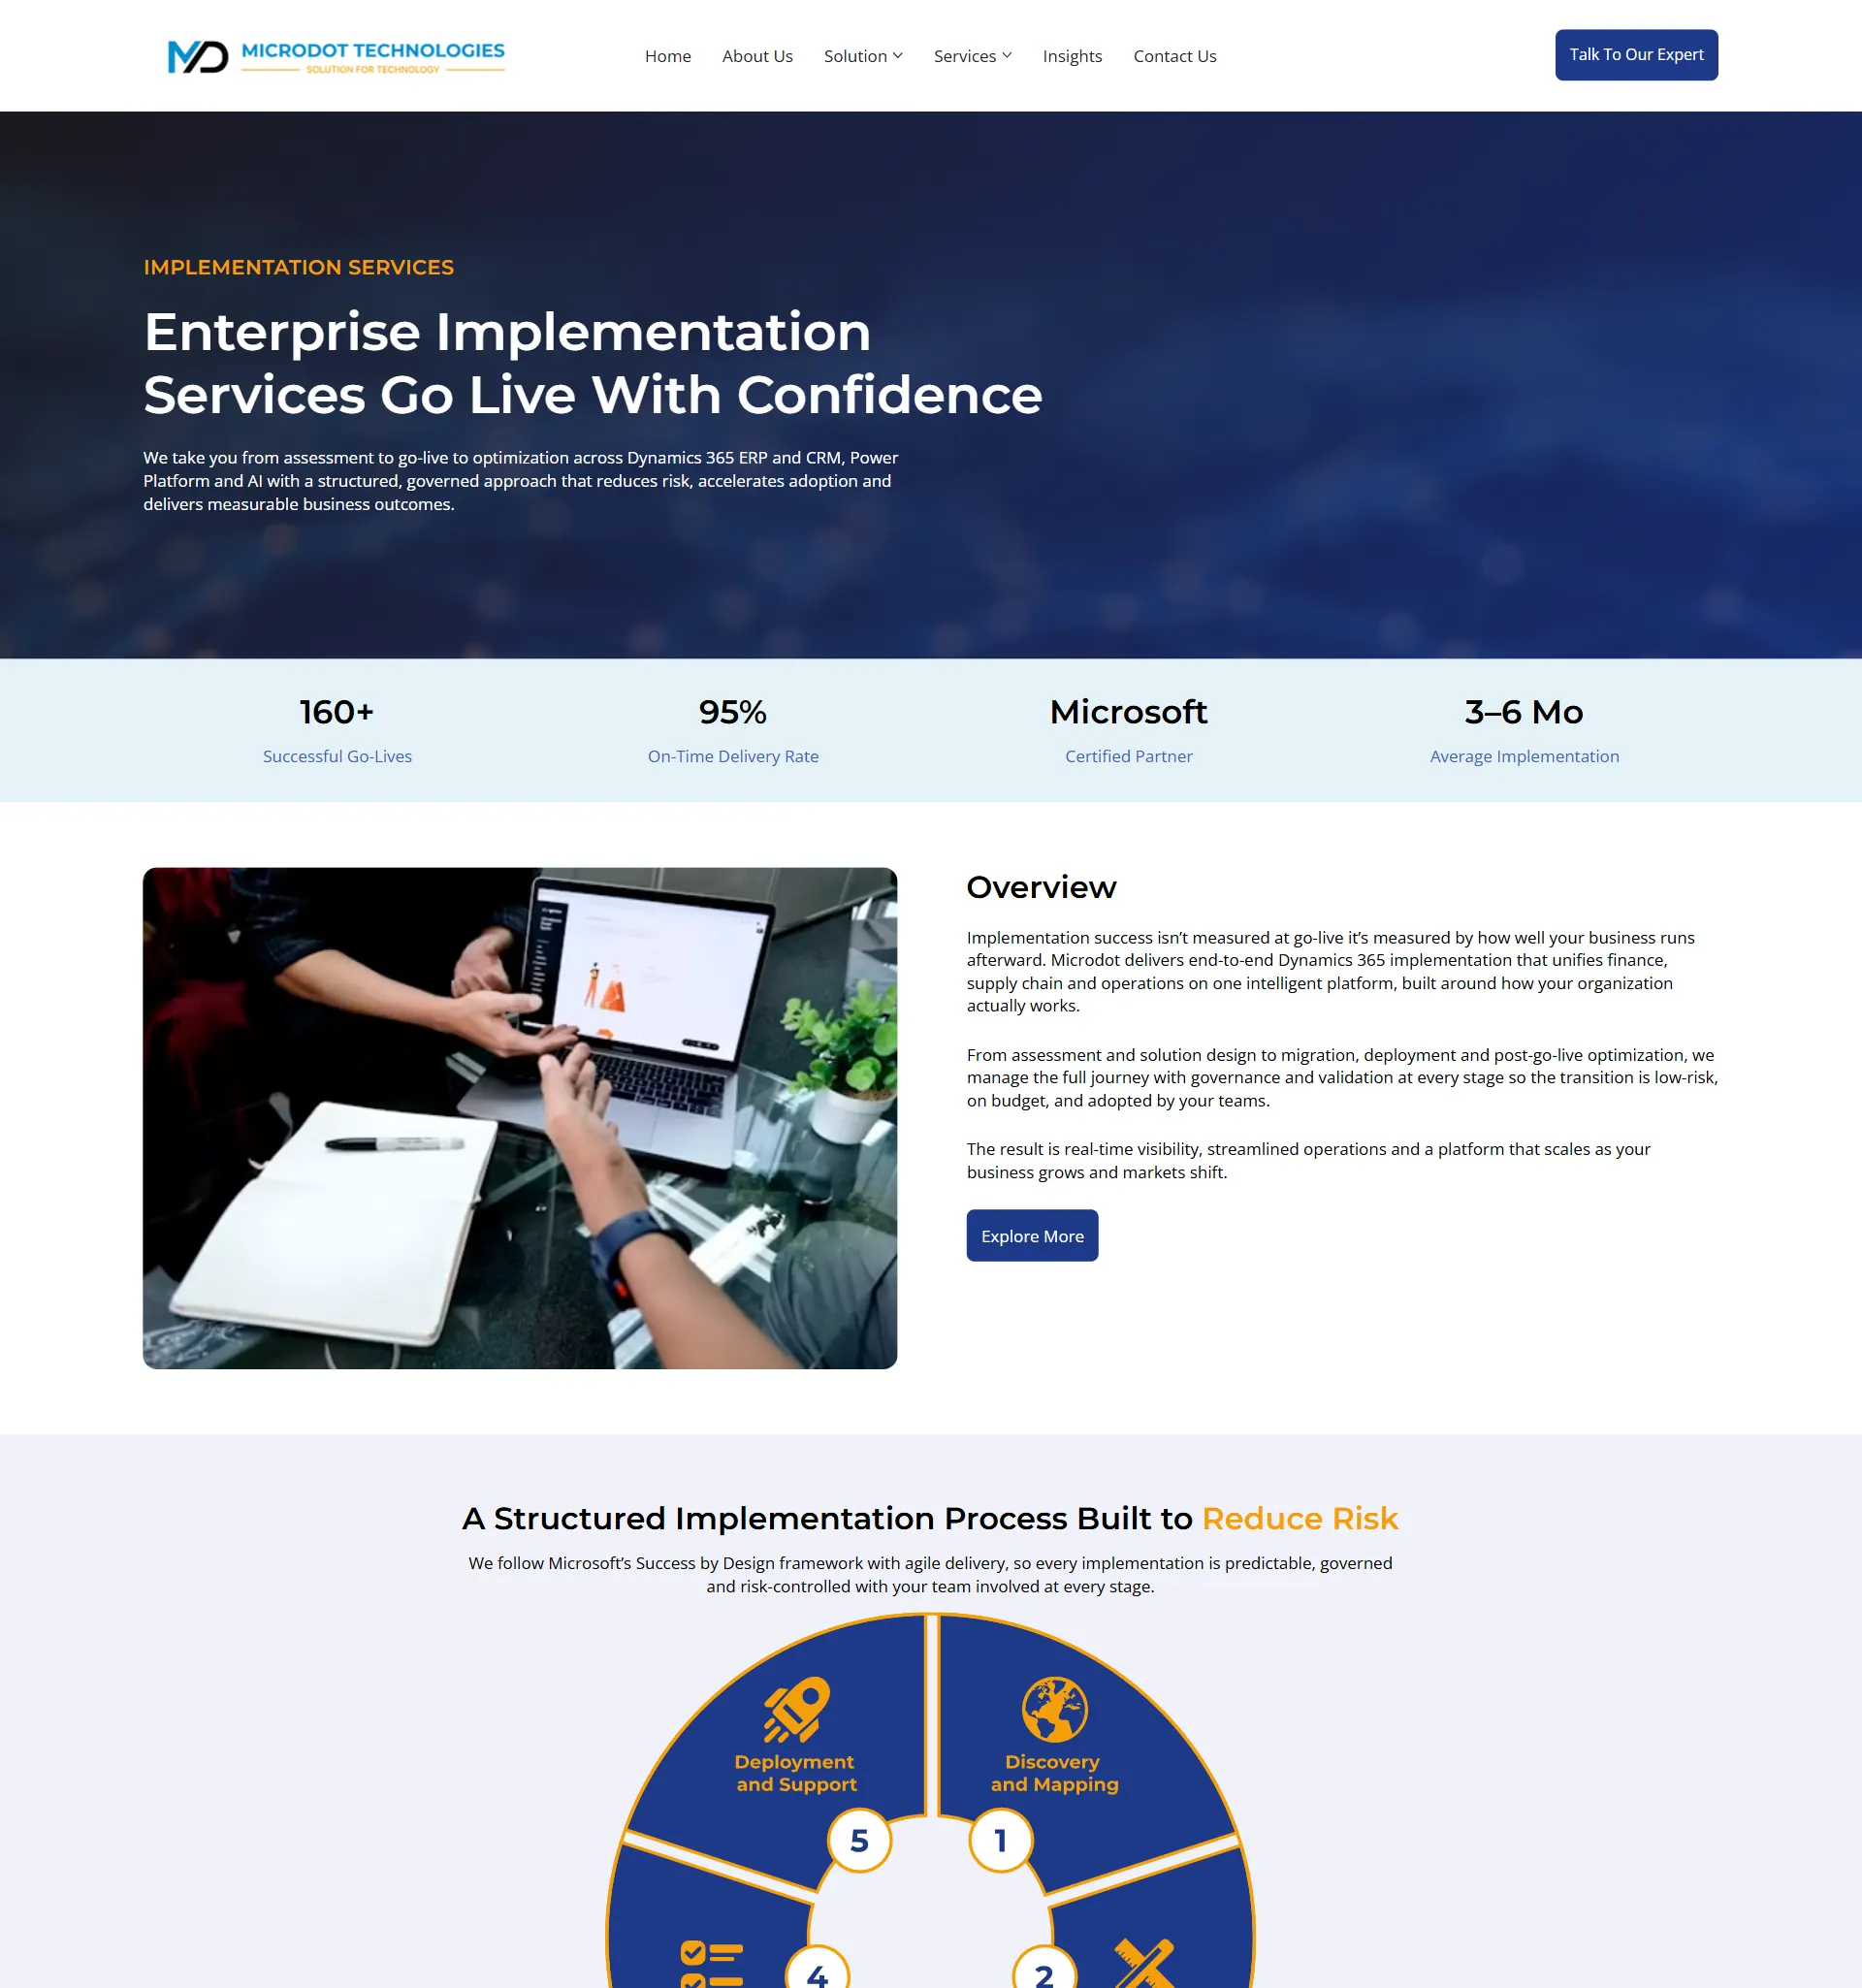 MICRODOT TECHNOLOGIES
SOLUTION FOR TECHNOLOGY
Home
About Us
Solution
Services
Insights
Contact Us
Talk To Our Expert
IMPLEMENTATION SERVICES
Enterprise Implementation
Services Go Live With Confidence
We take you from assessment to go-live to optimization across Dynamics 365 ERP and CRM, Power
Platform and AI with a structured, governed approach that reduces risk, accelerates adoption and
delivers measurable business outcomes.
160+
Successful Go-Lives
95%
On-Time Delivery Rate
Microsoft
Certified Partner
3–6 Mo
Average Implementation
Overview
Implementation success isn’t measured at go-live it’s measured by how well your business runs
afterward. Microdot delivers end-to-end Dynamics 365 implementation that unifies finance,
supply chain and operations on one intelligent platform, built around how your organization
actually works.
From assessment and solution design to migration, deployment and post-go-live optimization, we
manage the full journey with governance and validation at every stage so the transition is low-risk,
on budget, and adopted by your teams.
The result is real-time visibility, streamlined operations and a platform that scales as your
business grows and markets shift.
Explore More
A Structured Implementation Process Built to Reduce Risk
We follow Microsoft’s Success by Design framework with agile delivery, so every implementation is predictable, governed
and risk-controlled with your team involved at every stage.
Deployment
and Support
Discovery
and Mapping
5
1
4
2